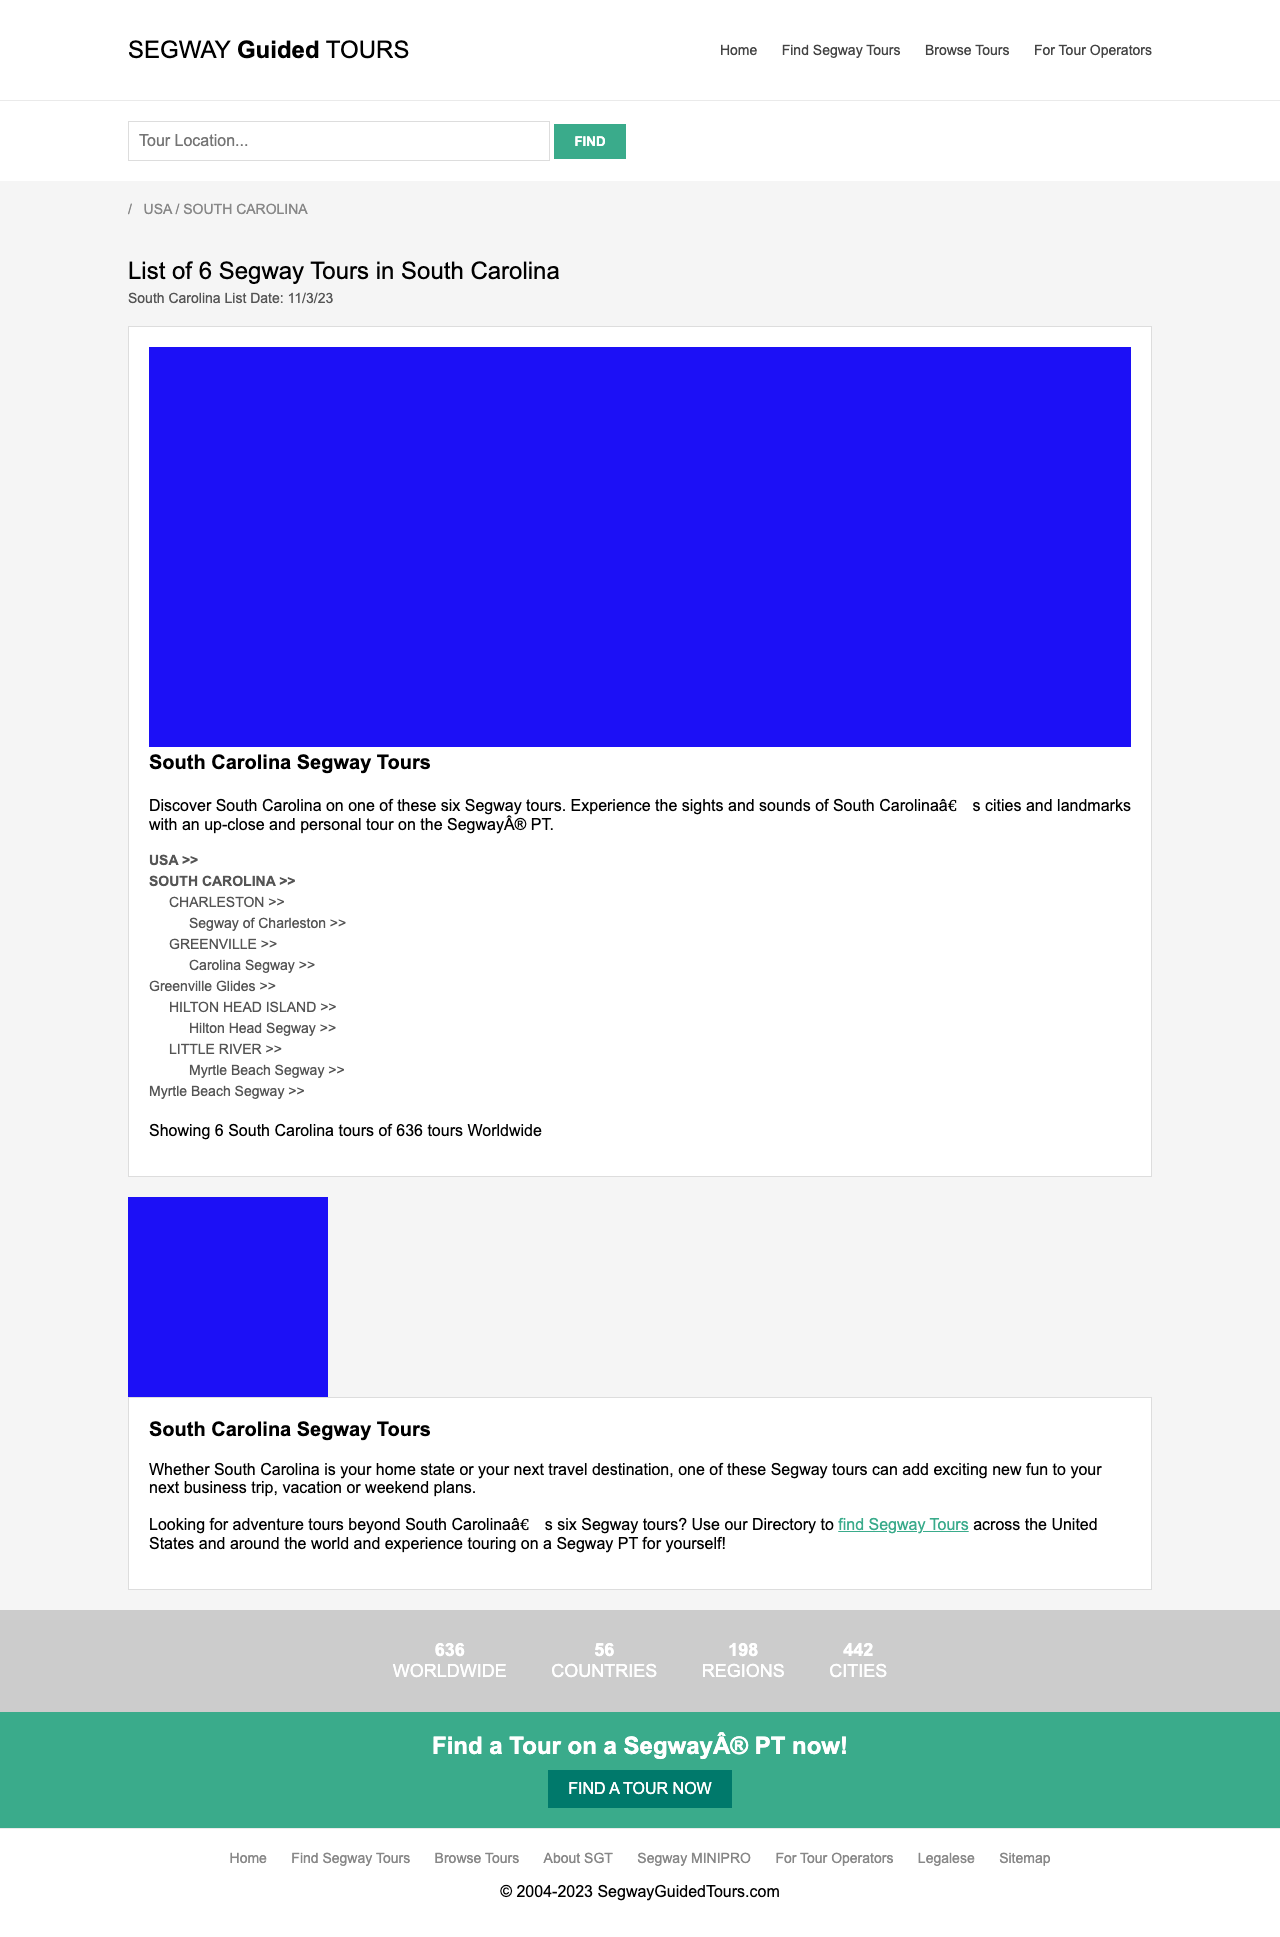 SEGWAY Guided TOURS
Home Find Segway Tours Browse Tours For Tour Operators
Tour Location... FIND
/ USA / SOUTH CAROLINA
List of 6 Segway Tours in South Carolina
South Carolina List Date: 11/3/23
South Carolina Segway Tours
Discover South Carolina on one of these six Segway tours. Experience the sights and sounds of South Carolinaâ€ s cities and landmarks
with an up-close and personal tour on the SegwayÂ® PT.
USA >>
SOUTH CAROLINA >>
CHARLESTON >>
Segway of Charleston >>
GREENVILLE >>
Carolina Segway >>
Greenville Glides >>
HILTON HEAD ISLAND >>
Hilton Head Segway >>
LITTLE RIVER >>
Myrtle Beach Segway >>
Myrtle Beach Segway >>
Showing 6 South Carolina tours of 636 tours Worldwide
South Carolina Segway Tours
Whether South Carolina is your home state or your next travel destination, one of these Segway tours can add exciting new fun to your
next business trip, vacation or weekend plans.
Looking for adventure tours beyond South Carolinaâ€ s six Segway tours? Use our Directory to find Segway Tours across the United
States and around the world and experience touring on a Segway PT for yourself!
636 56 198 442
WORLDWIDE COUNTRIES REGIONS CITIES
Find a Tour on a SegwayÂ® PT now!
FIND A TOUR NOW
Home Find Segway Tours Browse Tours About SGT Segway MINIPRO For Tour Operators Legalese Sitemap
© 2004-2023 SegwayGuidedTours.com